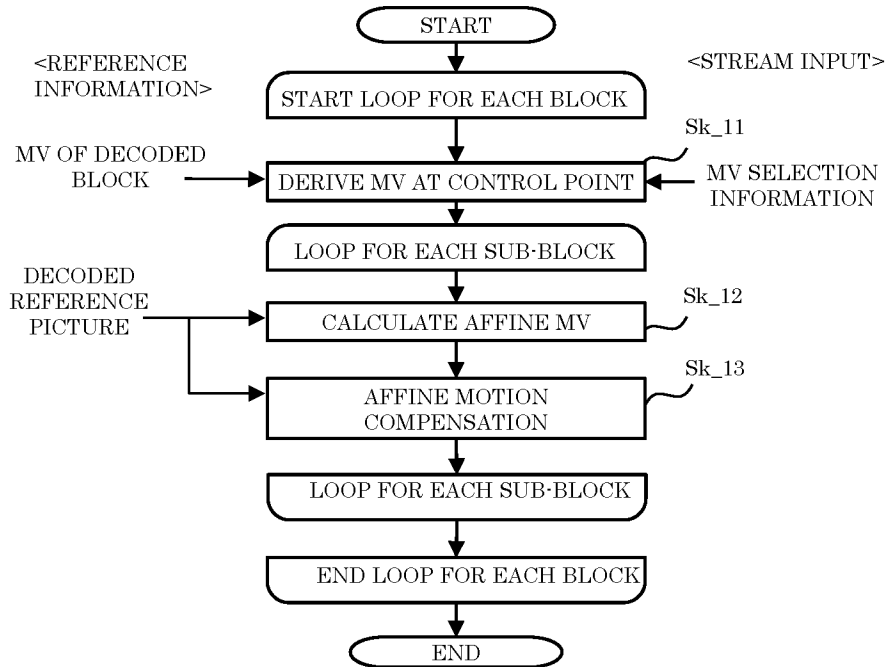 START
<REFERENCE
INFORMATION>
<STREAM INPUT>
START LOOP FOR EACH BLOCK
Sk_11
MV OF DECODED
BLOCK
DERIVE MV AT CONTROL POINT
MV SELECTION
INFORMATION
LOOP FOR EACH SUB-BLOCK
DECODED
REFERENCE
PICTURE
Sk_12
CALCULATE AFFINE MV
Sk_13
AFFINE MOTION
COMPENSATION
LOOP FOR EACH SUB-BLOCK
END LOOP FOR EACH BLOCK
END